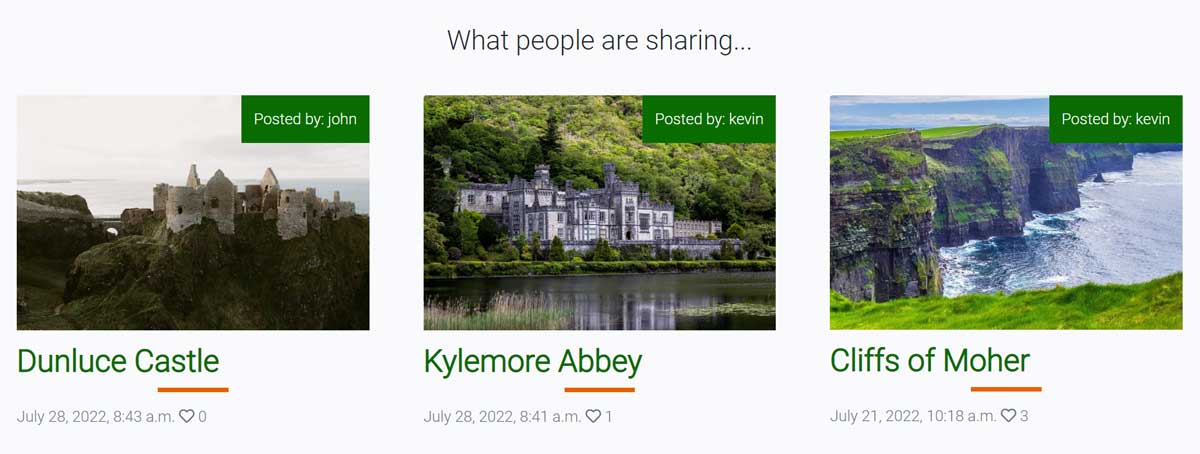 What people are sharing...
Posted by: john
Posted by: kevin
Posted by: kevin
Dunluce Castle
Kylemore Abbey
Cliffs of Moher
July 28, 2022, 8:43 a.m. ♡ 0
July 28, 2022, 8:41 a.m. ♡ 1
July 21, 2022, 10:18 a.m. ♡ 3